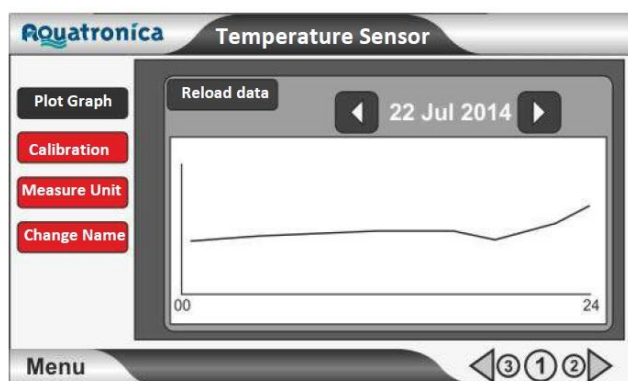 Aquatronica
Temperature Sensor
Plot Graph
Calibration
Measure Unit
Change Name
Reload data
22 Jul 2014
00
24
Menu
3 1 2